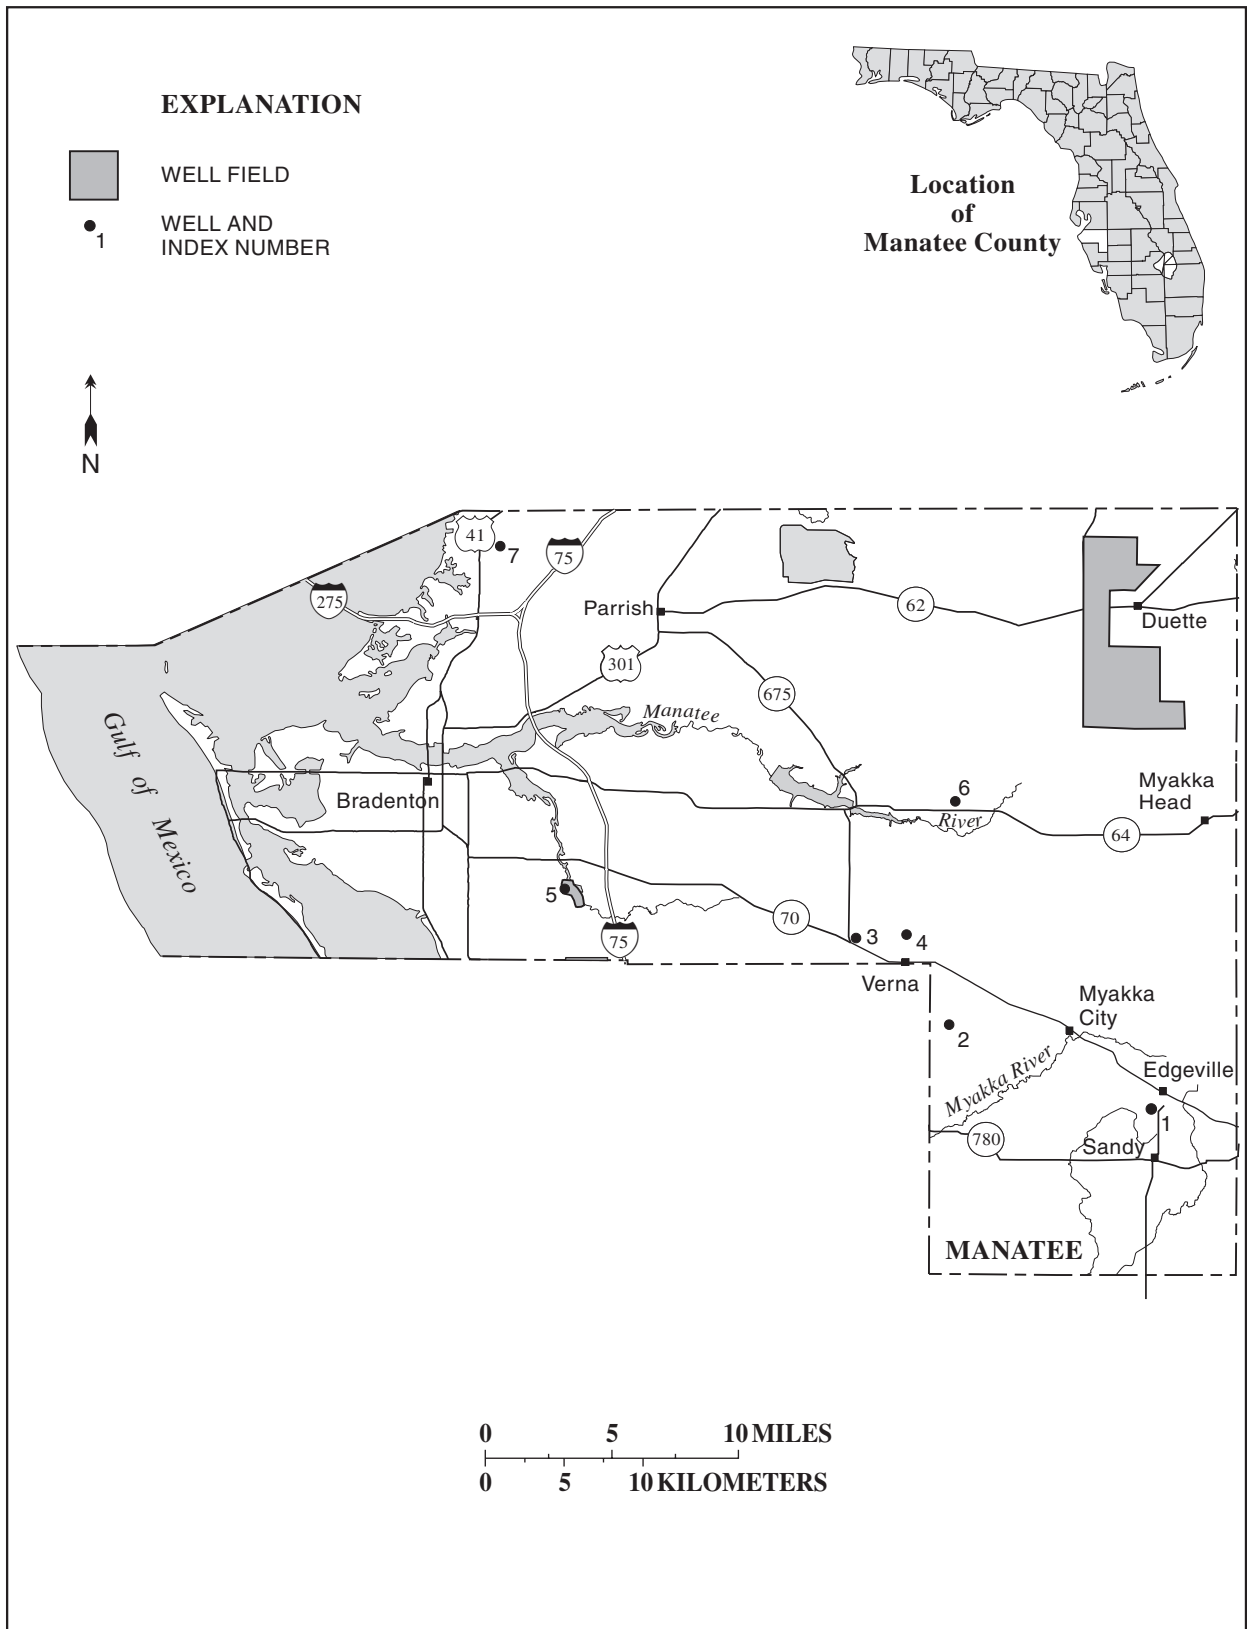 EXPLANATION
WELL FIELD
1
WELL AND
INDEX NUMBER
Location
of
Manatee County
N
41
7
75
275
Parrish
62
Duette
301
675
Manatee
Gulf of Mexico
Bradenton
6
River
Myakka
Head
64
5
70
75
3
4
Verna
Myakka
City
2
Myakka River
Edgeville
1
780
Sandy
MANATEE
0 5 10 MILES
0 5 10 KILOMETERS